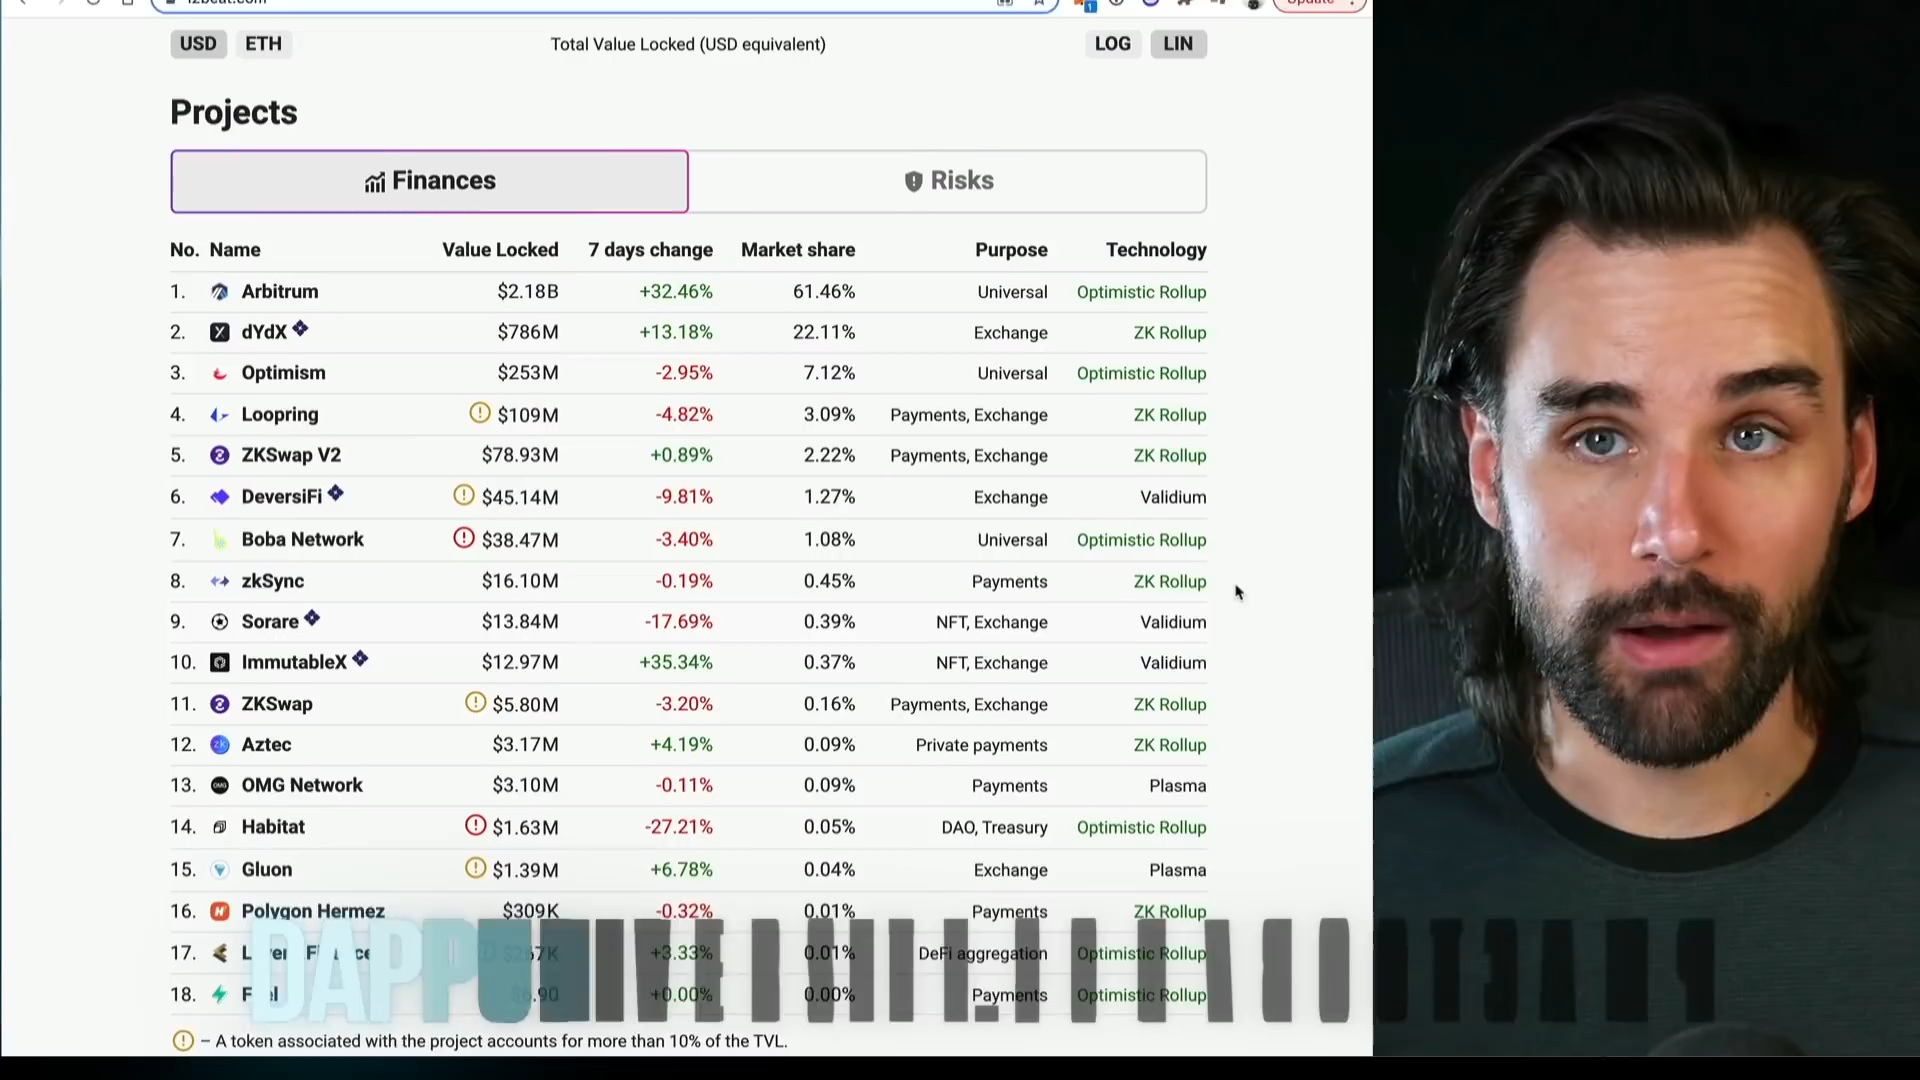 l2beat.com
Update
1
USD ETH Total Value Locked (USD equivalent) LOG LIN
Projects
Finances Risks
No. Name Value Locked 7 days change Market share Purpose Technology
1. Arbitrum $2.18B +32.46% 61.46% Universal Optimistic Rollup
2. dYdX $786M +13.18% 22.11% Exchange ZK Rollup
3. Optimism $253M -2.95% 7.12% Universal Optimistic Rollup
4. Loopring $109M -4.82% 3.09% Payments, Exchange ZK Rollup
5. ZKSwap V2 $78.93M +0.89% 2.22% Payments, Exchange ZK Rollup
6. DeversiFi $45.14M -9.81% 1.27% Exchange Validium
7. Boba Network $38.47M -3.40% 1.08% Universal Optimistic Rollup
8. zkSync $16.10M -0.19% 0.45% Payments ZK Rollup
9. Sorare $13.84M -17.69% 0.39% NFT, Exchange Validium
10. ImmutableX $12.97M +35.34% 0.37% NFT, Exchange Validium
11. ZKSwap $5.80M -3.20% 0.16% Payments, Exchange ZK Rollup
12. Aztec $3.17M +4.19% 0.09% Private payments ZK Rollup
13. OMG Network $3.10M -0.11% 0.09% Payments Plasma
14. Habitat $1.63M -27.21% 0.05% DAO, Treasury Optimistic Rollup
15. Gluon $1.39M +6.78% 0.04% Exchange Plasma
16. Polygon Hermez $309K -0.32% 0.01% Payments ZK Rollup
17. +3.33% 0.01% DeFi aggregation Optimistic Rollup
18. +0.00% 0.00% Payments Optimistic Rollup
DAPPU
– A token associated with the project accounts for more than 10% of the TVL.